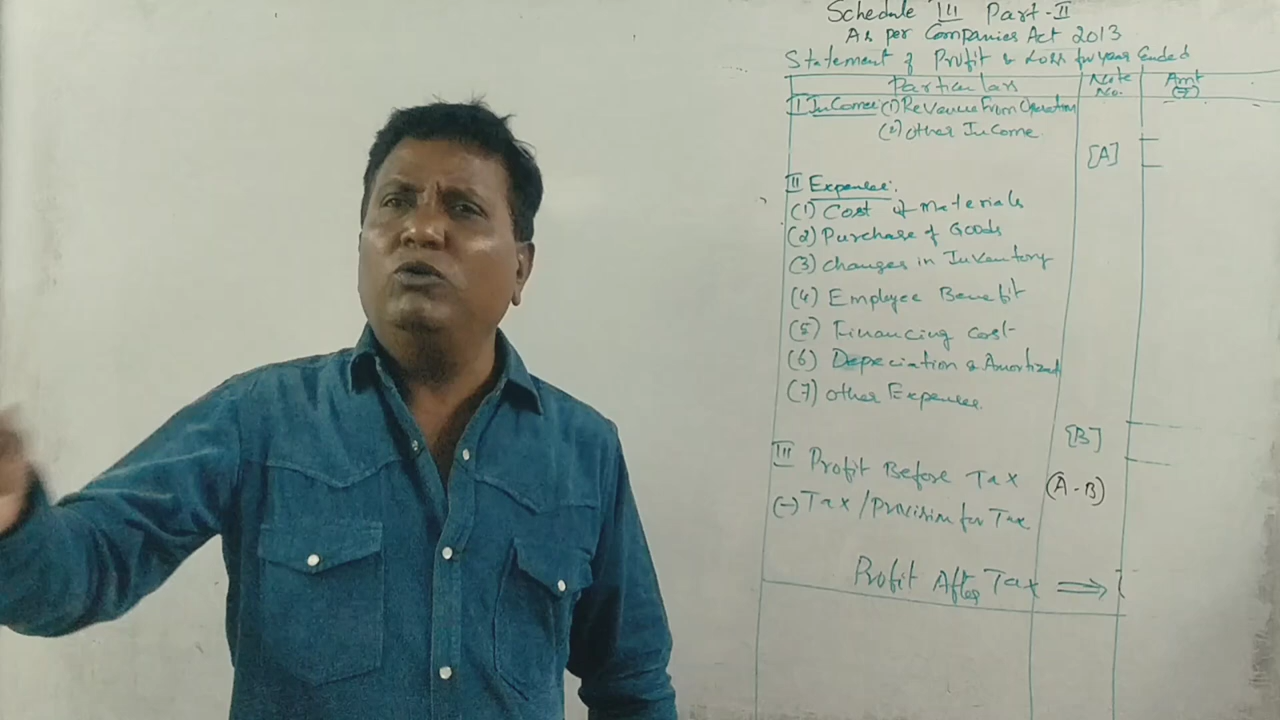 Schedule III Part-II
As per Companies Act 2013
Statement of Profit & Loss for year Ended
Particulars Note No. Amt (₹)
I Income: (1) Revenue From Operation
(2) Other Income
[A]
II Expenses:
(1) Cost of Materials
(2) Purchase of Goods
(3) Changes in Inventory
(4) Employee Benefit
(5) Financing Cost
(6) Depeciation & Amortized
(7) Other Expenses
[B]
III Profit Before Tax (A-B)
(-) Tax / Provision for Tax
Profit After Tax ⇒